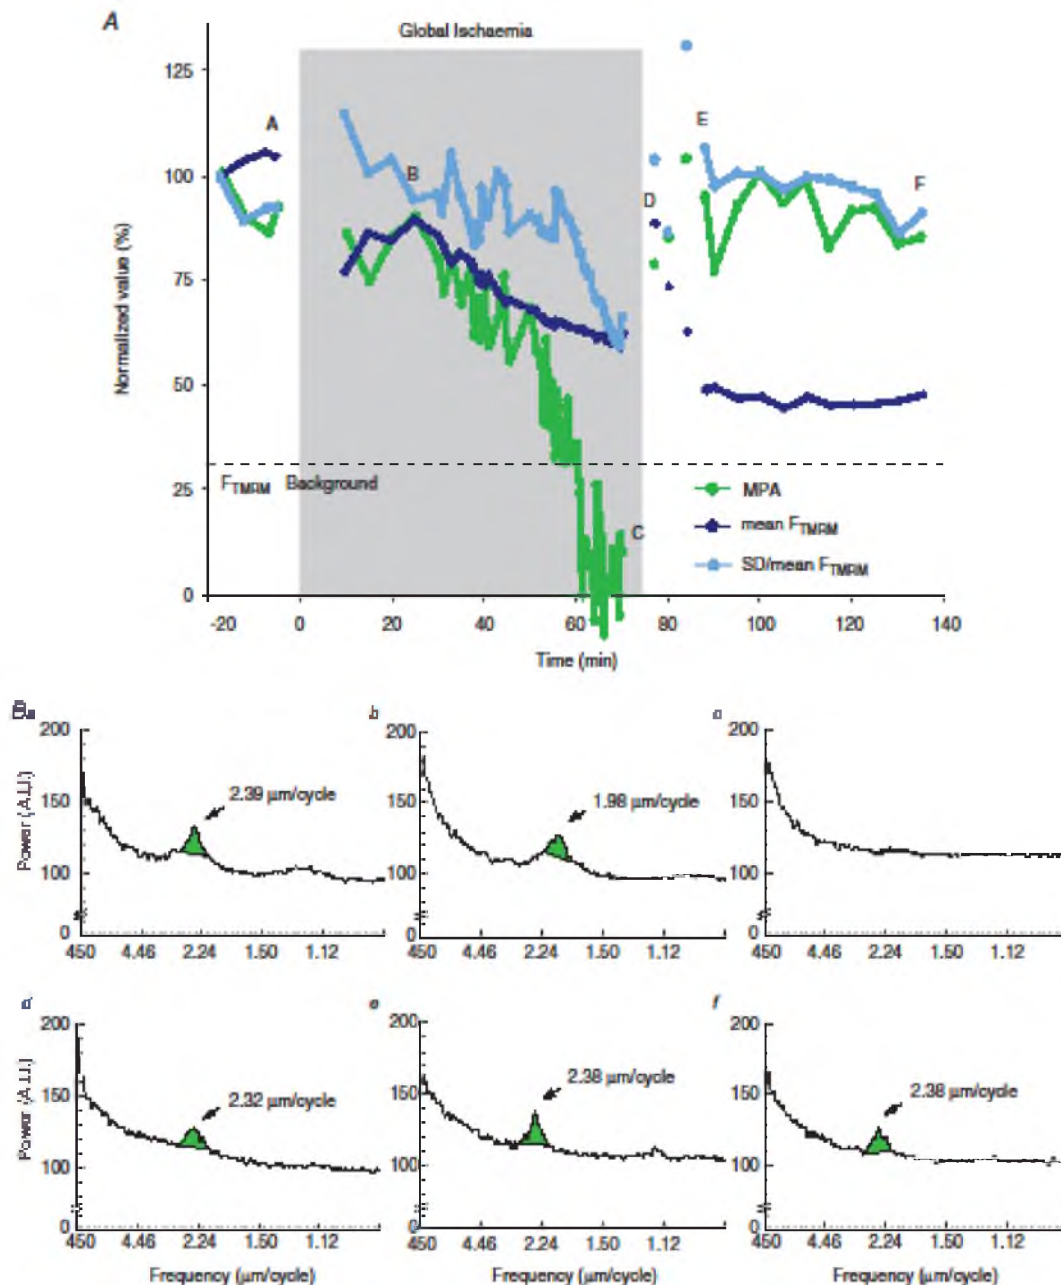 A
Global Ischaemia
125
100
75
50
25
0
Normalized value (%)
A
B
C
D
E
F
F_TMRM Background
MPA
mean F_TMRM
SD/mean F_TMRM
-20 0 20 40 60 80 100 120 140
Time (min)
b
200
150
100
0
Power (A.U.)
2.39 µm/cycle
450 4.46 2.24 1.50 1.12
200
150
100
0
1.98 µm/cycle
450 4.46 2.24 1.50 1.12
c
200
150
100
0
450 4.46 2.24 1.50 1.12
200
150
100
0
Power (A.U.)
2.32 µm/cycle
450 4.46 2.24 1.50 1.12
Frequency (µm/cycle)
e
200
150
100
0
2.38 µm/cycle
450 4.46 2.24 1.50 1.12
Frequency (µm/cycle)
f
200
150
100
0
2.38 µm/cycle
450 4.46 2.24 1.50 1.12
Frequency (µm/cycle)